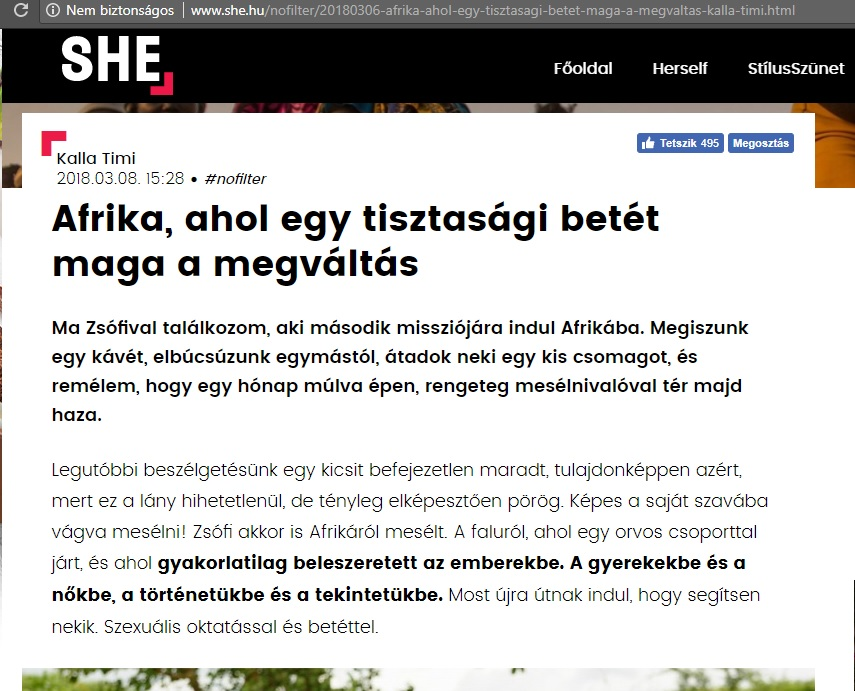 Nem biztonságos | www.she.hu/nofilter/20180306-afrika-ahol-egy-tisztasagi-betet-maga-a-megvaltas-kalla-timi.html
SHE
Főoldal Herself StílusSzünet
Tetszik 495 Megosztás
Kalla Timi
2018.03.08. 15:28 • #nofilter
Afrika, ahol egy tisztasági betét
maga a megváltás
Ma Zsófival találkozom, aki második missziójára indul Afrikába. Megiszunk
egy kávét, elbúcsúzunk egymástól, átadok neki egy kis csomagot, és
remélem, hogy egy hónap múlva épen, rengeteg mesélnivalóval tér majd
haza.
Legutóbbi beszélgetésünk egy kicsit befejezetlen maradt, tulajdonképpen azért,
mert ez a lány hihetetlenül, de tényleg elképesztően pörög. Képes a saját szavába
vágva mesélni! Zsófi akkor is Afrikáról mesélt. A faluról, ahol egy orvos csoporttal
járt, és ahol gyakorlatilag beleszeretett az emberekbe. A gyerekekbe és a
nőkbe, a történetükbe és a tekintetükbe. Most újra útnak indul, hogy segítsen
nekik. Szexuális oktatással és betéttel.